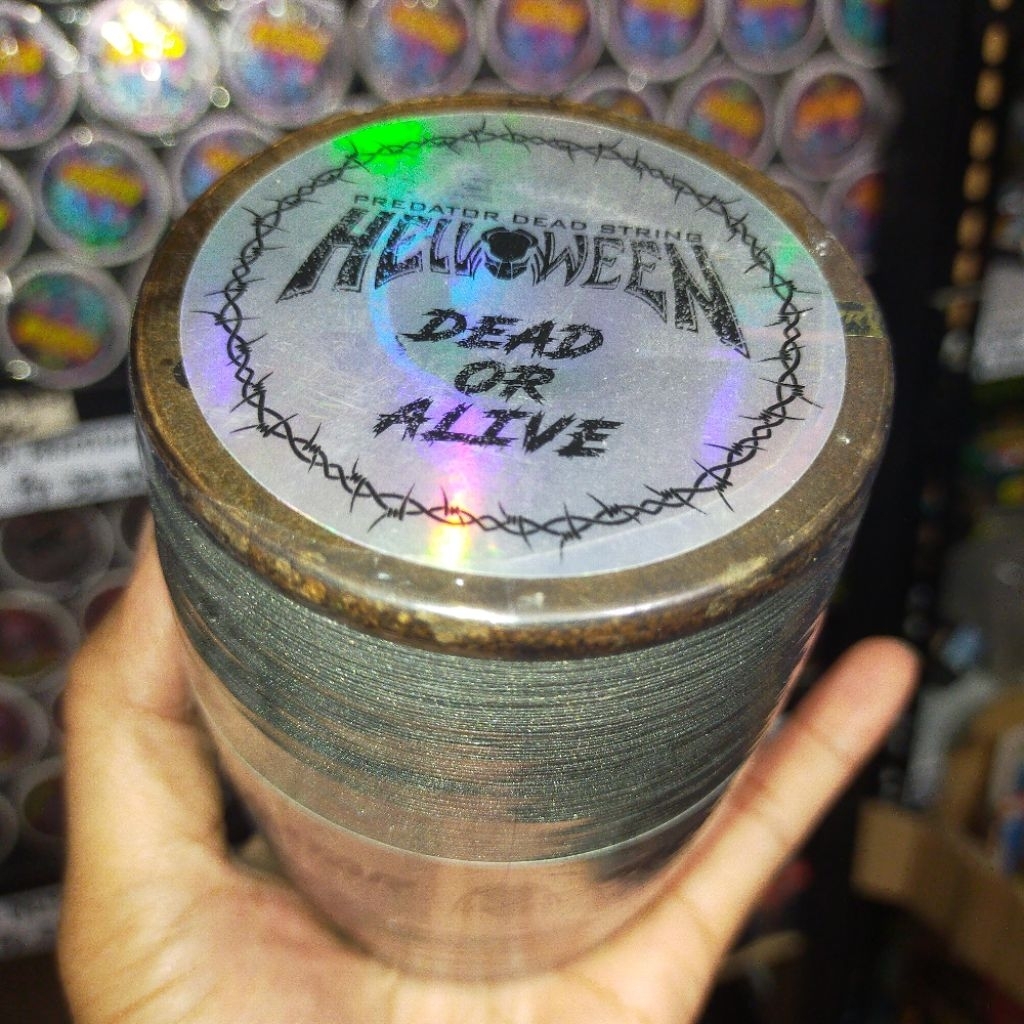 PREDATOR DEAD STRING
HELLOWEEN
DEAD
OR
ALIVE